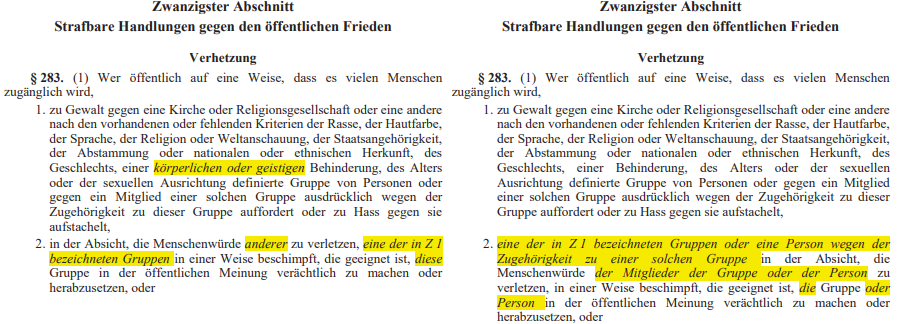 Zwanzigster Abschnitt
Strafbare Handlungen gegen den öffentlichen Frieden
Verhetzung
§ 283. (1) Wer öffentlich auf eine Weise, dass es vielen Menschen
zugänglich wird,
1. zu Gewalt gegen eine Kirche oder Religionsgesellschaft oder eine andere
nach den vorhandenen oder fehlenden Kriterien der Rasse, der Hautfarbe,
der Sprache, der Religion oder Weltanschauung, der Staatsangehörigkeit,
der Abstammung oder nationalen oder ethnischen Herkunft, des
Geschlechts, einer körperlichen oder geistigen Behinderung, des Alters
oder der sexuellen Ausrichtung definierte Gruppe von Personen oder
gegen ein Mitglied einer solchen Gruppe ausdrücklich wegen der
Zugehörigkeit zu dieser Gruppe auffordert oder zu Hass gegen sie
aufstachelt,
2. in der Absicht, die Menschenwürde anderer zu verletzen, eine der in Z 1
bezeichneten Gruppen in einer Weise beschimpft, die geeignet ist, diese
Gruppe in der öffentlichen Meinung verächtlich zu machen oder
herabzusetzen, oder
Zwanzigster Abschnitt
Strafbare Handlungen gegen den öffentlichen Frieden
Verhetzung
§ 283. (1) Wer öffentlich auf eine Weise, dass es vielen Menschen
zugänglich wird,
1. zu Gewalt gegen eine Kirche oder Religionsgesellschaft oder eine andere
nach den vorhandenen oder fehlenden Kriterien der Rasse, der Hautfarbe,
der Sprache, der Religion oder Weltanschauung, der Staatsangehörigkeit,
der Abstammung oder nationalen oder ethnischen Herkunft, des
Geschlechts, einer Behinderung, des Alters oder der sexuellen
Ausrichtung definierte Gruppe von Personen oder gegen ein Mitglied
einer solchen Gruppe ausdrücklich wegen der Zugehörigkeit zu dieser
Gruppe auffordert oder zu Hass gegen sie aufstachelt,
2. eine der in Z 1 bezeichneten Gruppen oder eine Person wegen der
Zugehörigkeit zu einer solchen Gruppe in der Absicht, die
Menschenwürde der Mitglieder der Gruppe oder der Person zu
verletzen, in einer Weise beschimpft, die geeignet ist, die Gruppe oder
Person in der öffentlichen Meinung verächtlich zu machen oder
herabzusetzen, oder